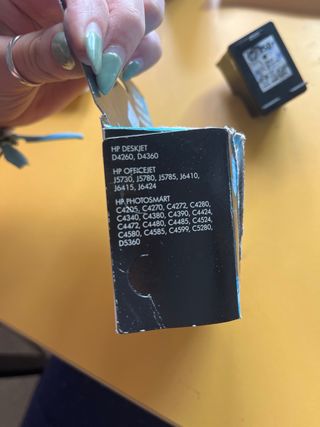 HP DESKJET
D4260, D4360
HP OFFICEJET
J5730, J5780, J5785, J6410,
J6415, J6424
HP PHOTOSMART
C4205, C4270, C4272, C4280,
C4340, C4380, C4390, C4424,
C4472, C4480, C4485, C4524,
C4580, C4585, C4599, C5280,
D5360